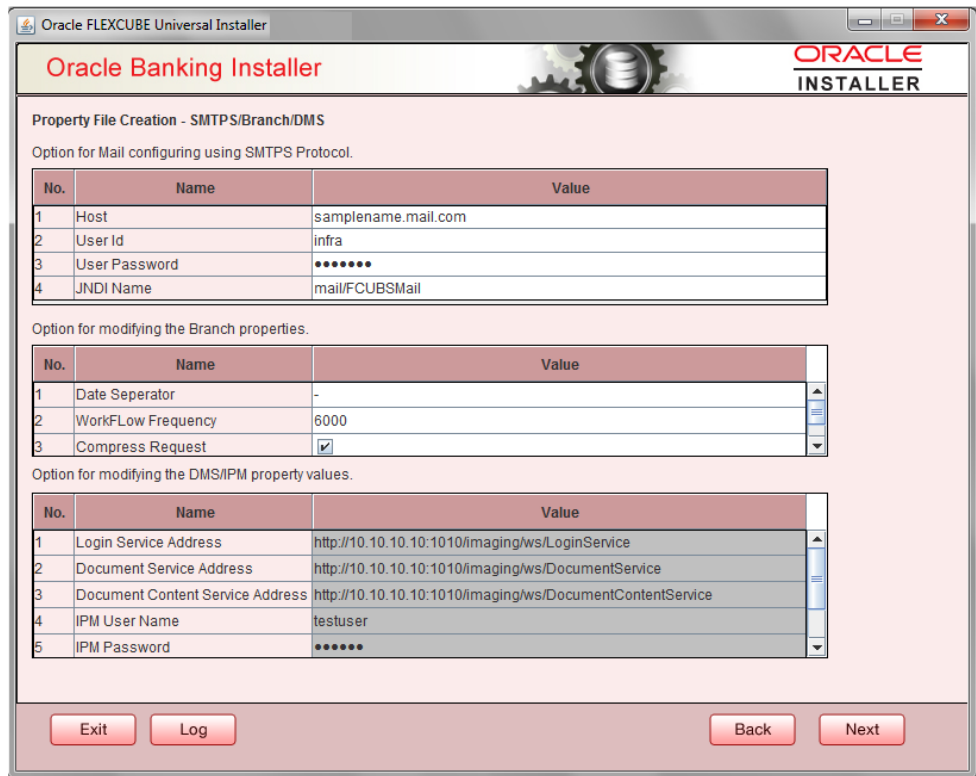 Oracle FLEXCUBE Universal Installer
Oracle Banking Installer
ORACLE
INSTALLER
Property File Creation - SMTPS/Branch/DMS
Option for Mail configuring using SMTPS Protocol.
No. Name Value
1 Host samplename.mail.com
2 User Id infra
3 User Password •••••••
4 JNDI Name mail/FCUBSMail
Option for modifying the Branch properties.
No. Name Value
1 Date Seperator -
2 WorkFLow Frequency 6000
3 Compress Request
Option for modifying the DMS/IPM property values.
No. Name Value
1 Login Service Address http://10.10.10.10:1010/imaging/ws/LoginService
2 Document Service Address http://10.10.10.10:1010/imaging/ws/DocumentService
3 Document Content Service Address http://10.10.10.10:1010/imaging/ws/DocumentContentService
4 IPM User Name testuser
5 IPM Password ••••••
Exit Log Back Next